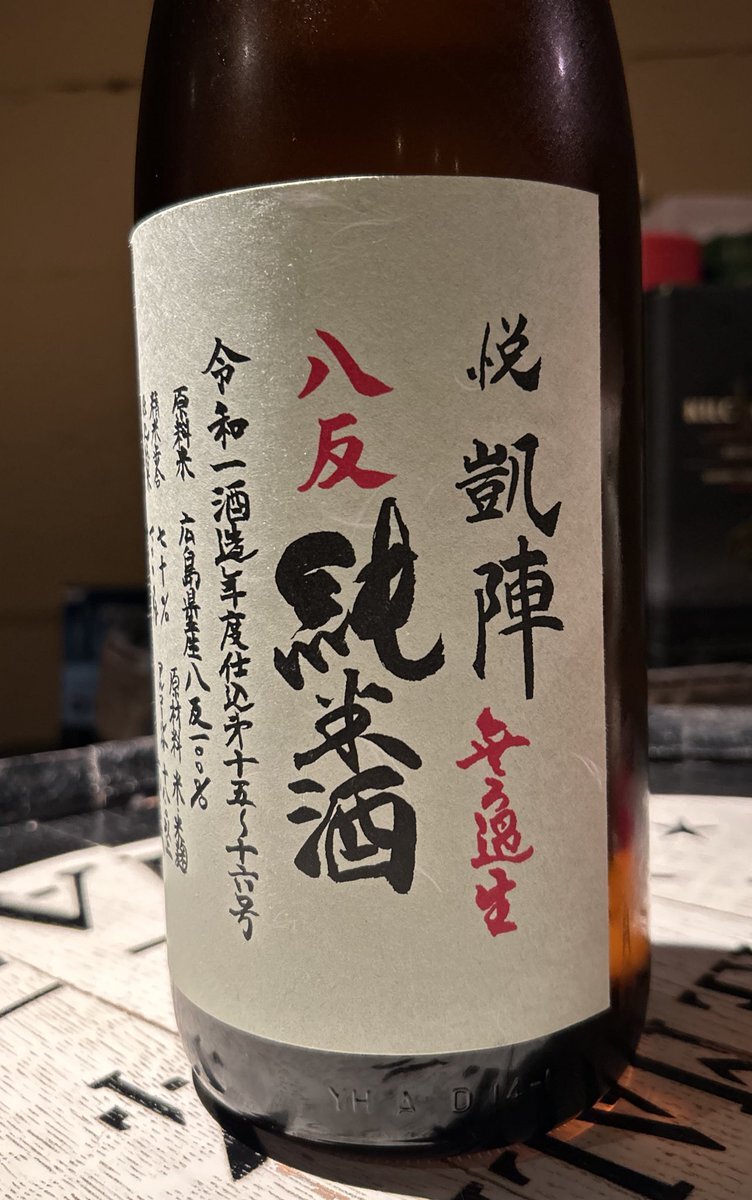 悦 凱陣 無ろ過生
八反 純米酒
令和一酒造年度仕込第十五〜十六号
原料米 広島県産八反一〇〇%
原材料 米 米麹
精米歩合 七十%
YHA